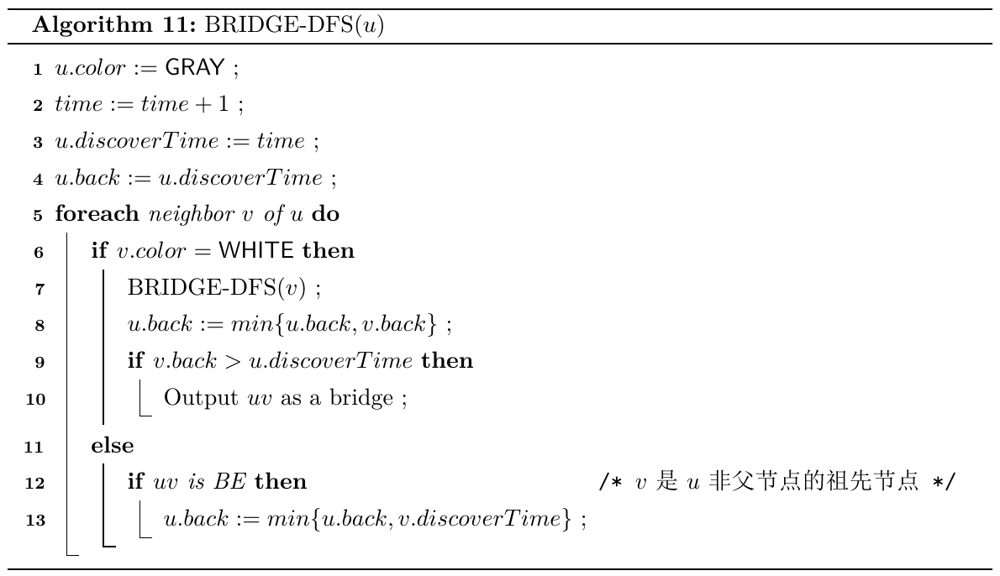 Algorithm 11: BRIDGE-DFS(u)
1 u.color := GRAY ;
2 time := time + 1 ;
3 u.discoverTime := time ;
4 u.back := u.discoverTime ;
5 foreach neighbor v of u do
6 if v.color = WHITE then
7 BRIDGE-DFS(v) ;
8 u.back := min{u.back, v.back} ;
9 if v.back > u.discoverTime then
10 Output uv as a bridge ;
11 else
12 if uv is BE then /* v 是 u 非父节点的祖先节点 */
13 u.back := min{u.back, v.discoverTime} ;